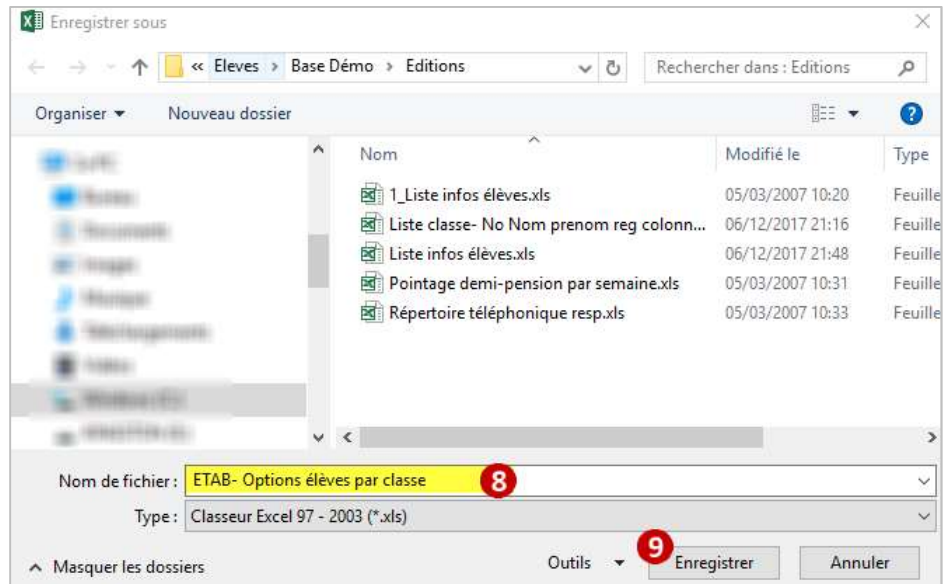 Enregistrer sous
« Eleves > Base Démo > Editions
Rechercher dans : Editions
Organiser
Nouveau dossier
Nom
Modifié le
Type
1_Liste infos élèves.xls
05/03/2007 10:20
Feuille
Liste classe- No Nom prenom reg colonn...
06/12/2017 21:16
Feuille
Liste infos élèves.xls
06/12/2017 21:48
Feuille
Pointage demi-pension par semaine.xls
05/03/2007 10:31
Feuille
Répertoire téléphonique resp.xls
05/03/2007 10:33
Feuille
Nom de fichier : ETAB- Options élèves par classe
8
Type : Classeur Excel 97 - 2003 (*.xls)
Masquer les dossiers
Outils
9
Enregistrer
Annuler